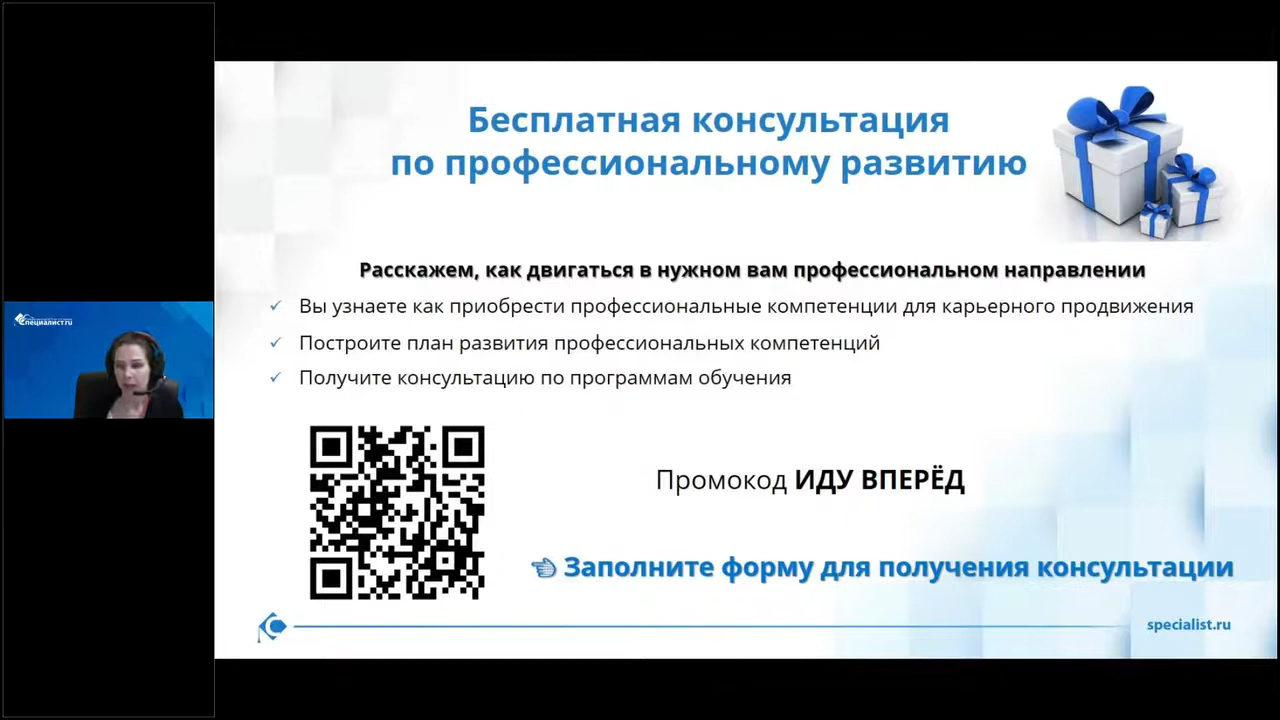 Бесплатная консультация
по профессиональному развитию
Расскажем, как двигаться в нужном вам профессиональном направлении
✓ Вы узнаете как приобрести профессиональные компетенции для карьерного продвижения
✓ Построите план развития профессиональных компетенций
✓ Получите консультацию по программам обучения
Промокод ИДУ ВПЕРЁД
Заполните форму для получения консультации
specialist.ru
Специалист.ru